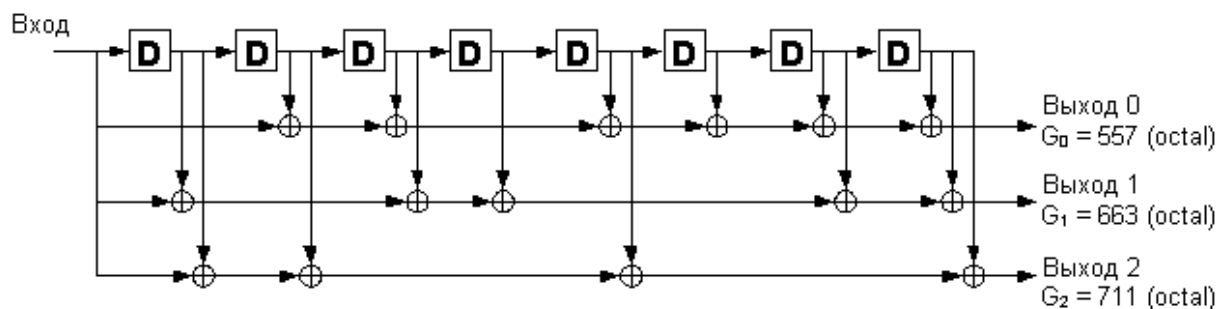 Вход
D D D D D D D D
Выход 0
G₀ = 557 (octal)
Выход 1
G₁ = 663 (octal)
Выход 2
G₂ = 711 (octal)